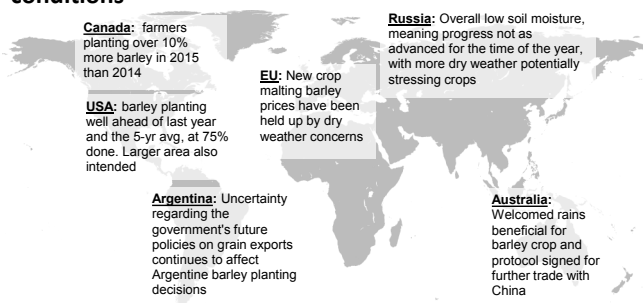 conditions
Canada: farmers
planting over 10%
more barley in 2015
than 2014
Russia: Overall low soil moisture,
meaning progress not as
advanced for the time of the year,
with more dry weather potentially
stressing crops
EU: New crop
malting barley
prices have been
held up by dry
weather concerns
USA: barley planting
well ahead of last year
and the 5-yr avg, at 75%
done. Larger area also
intended
Argentina: Uncertainty
regarding the
government's future
policies on grain exports
continues to affect
Argentine barley planting
decisions
Australia:
Welcomed rains
beneficial for
barley crop and
protocol signed for
further trade with
China